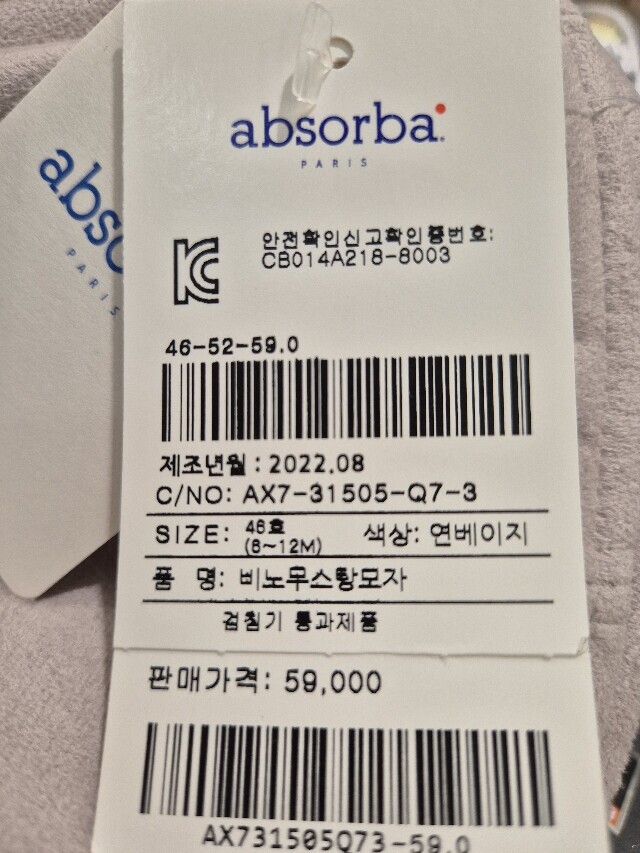 absorba
PARIS
abso
PARIS
안전확인신고확인증번호:
CB014A218-8003
46-52-59.0
제조년월: 2022.08
C/NO: AX7-31505-Q7-3
SIZE: 46호 (6~12M) 색상: 연베이지
품 명: 비노무스탕모자
검침기 통과제품
판매가격: 59,000
AX731505Q73-59.0